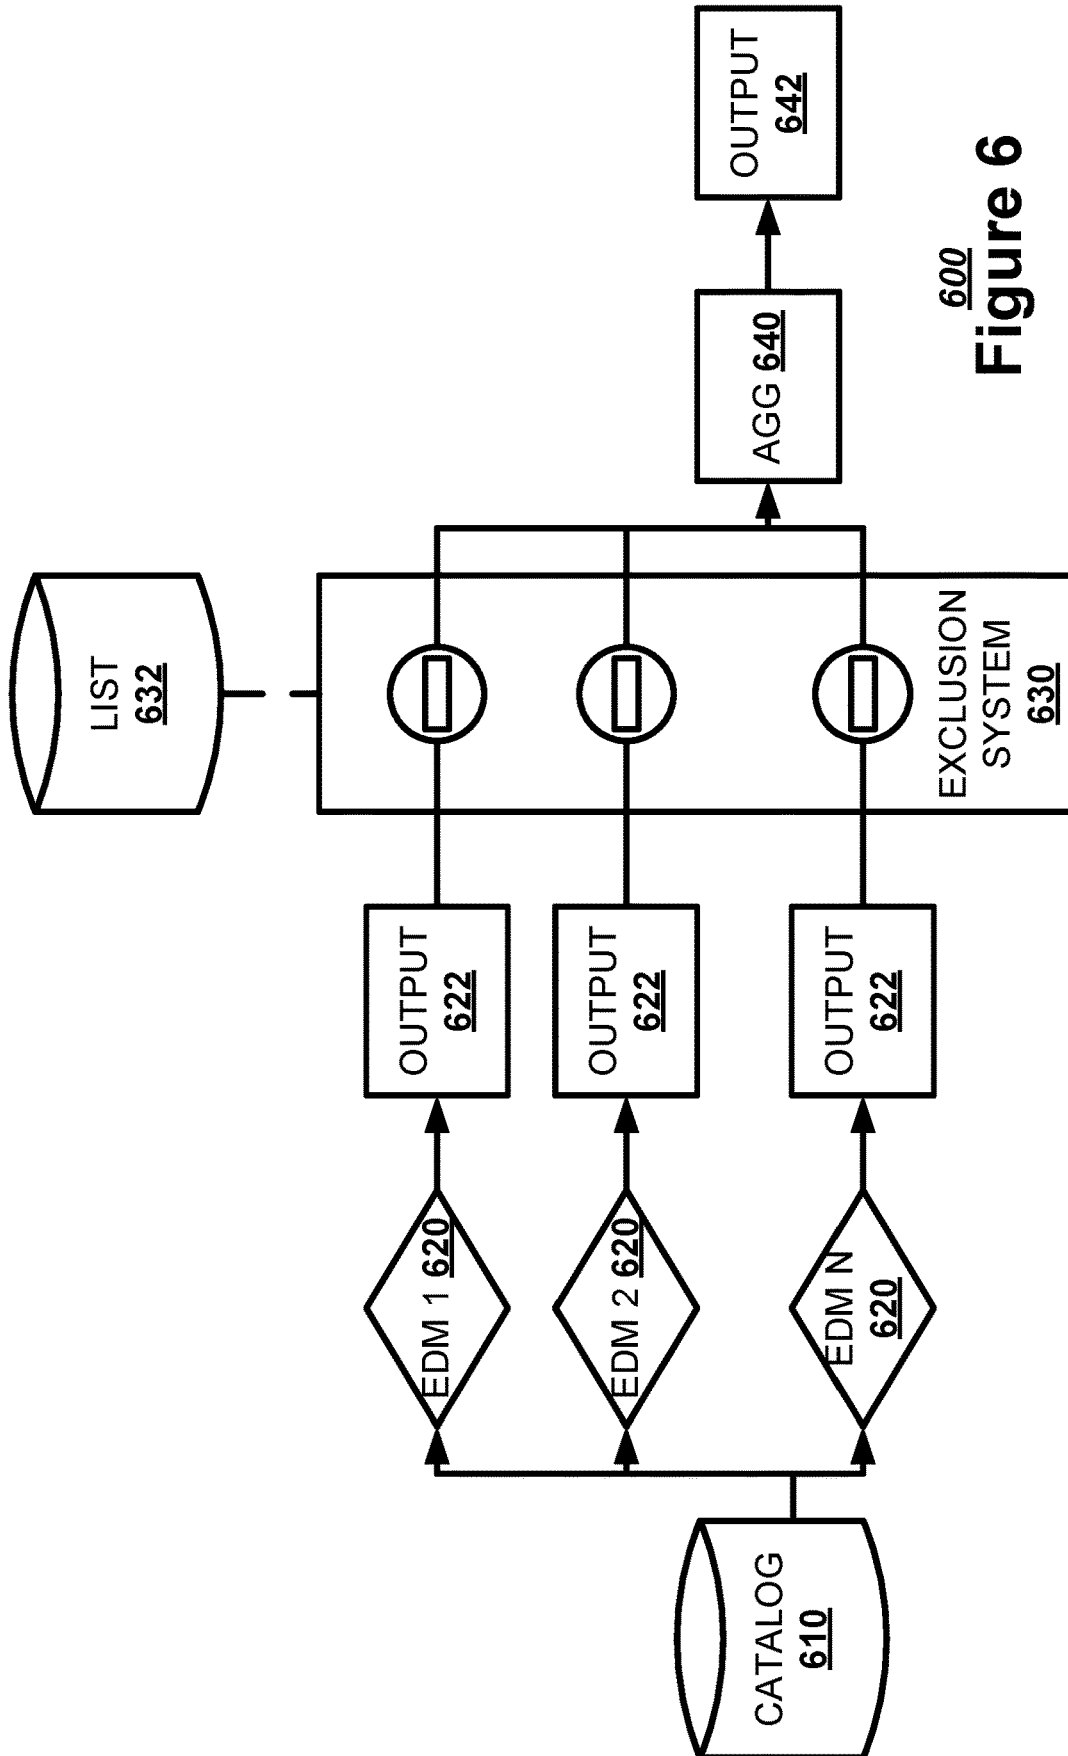 LIST
632
EDM 1 620
OUTPUT
622
EDM 2 620
OUTPUT
622
EDM N
620
OUTPUT
622
CATALOG
610
EXCLUSION
SYSTEM
630
AGG 640
OUTPUT
642
600
Figure 6